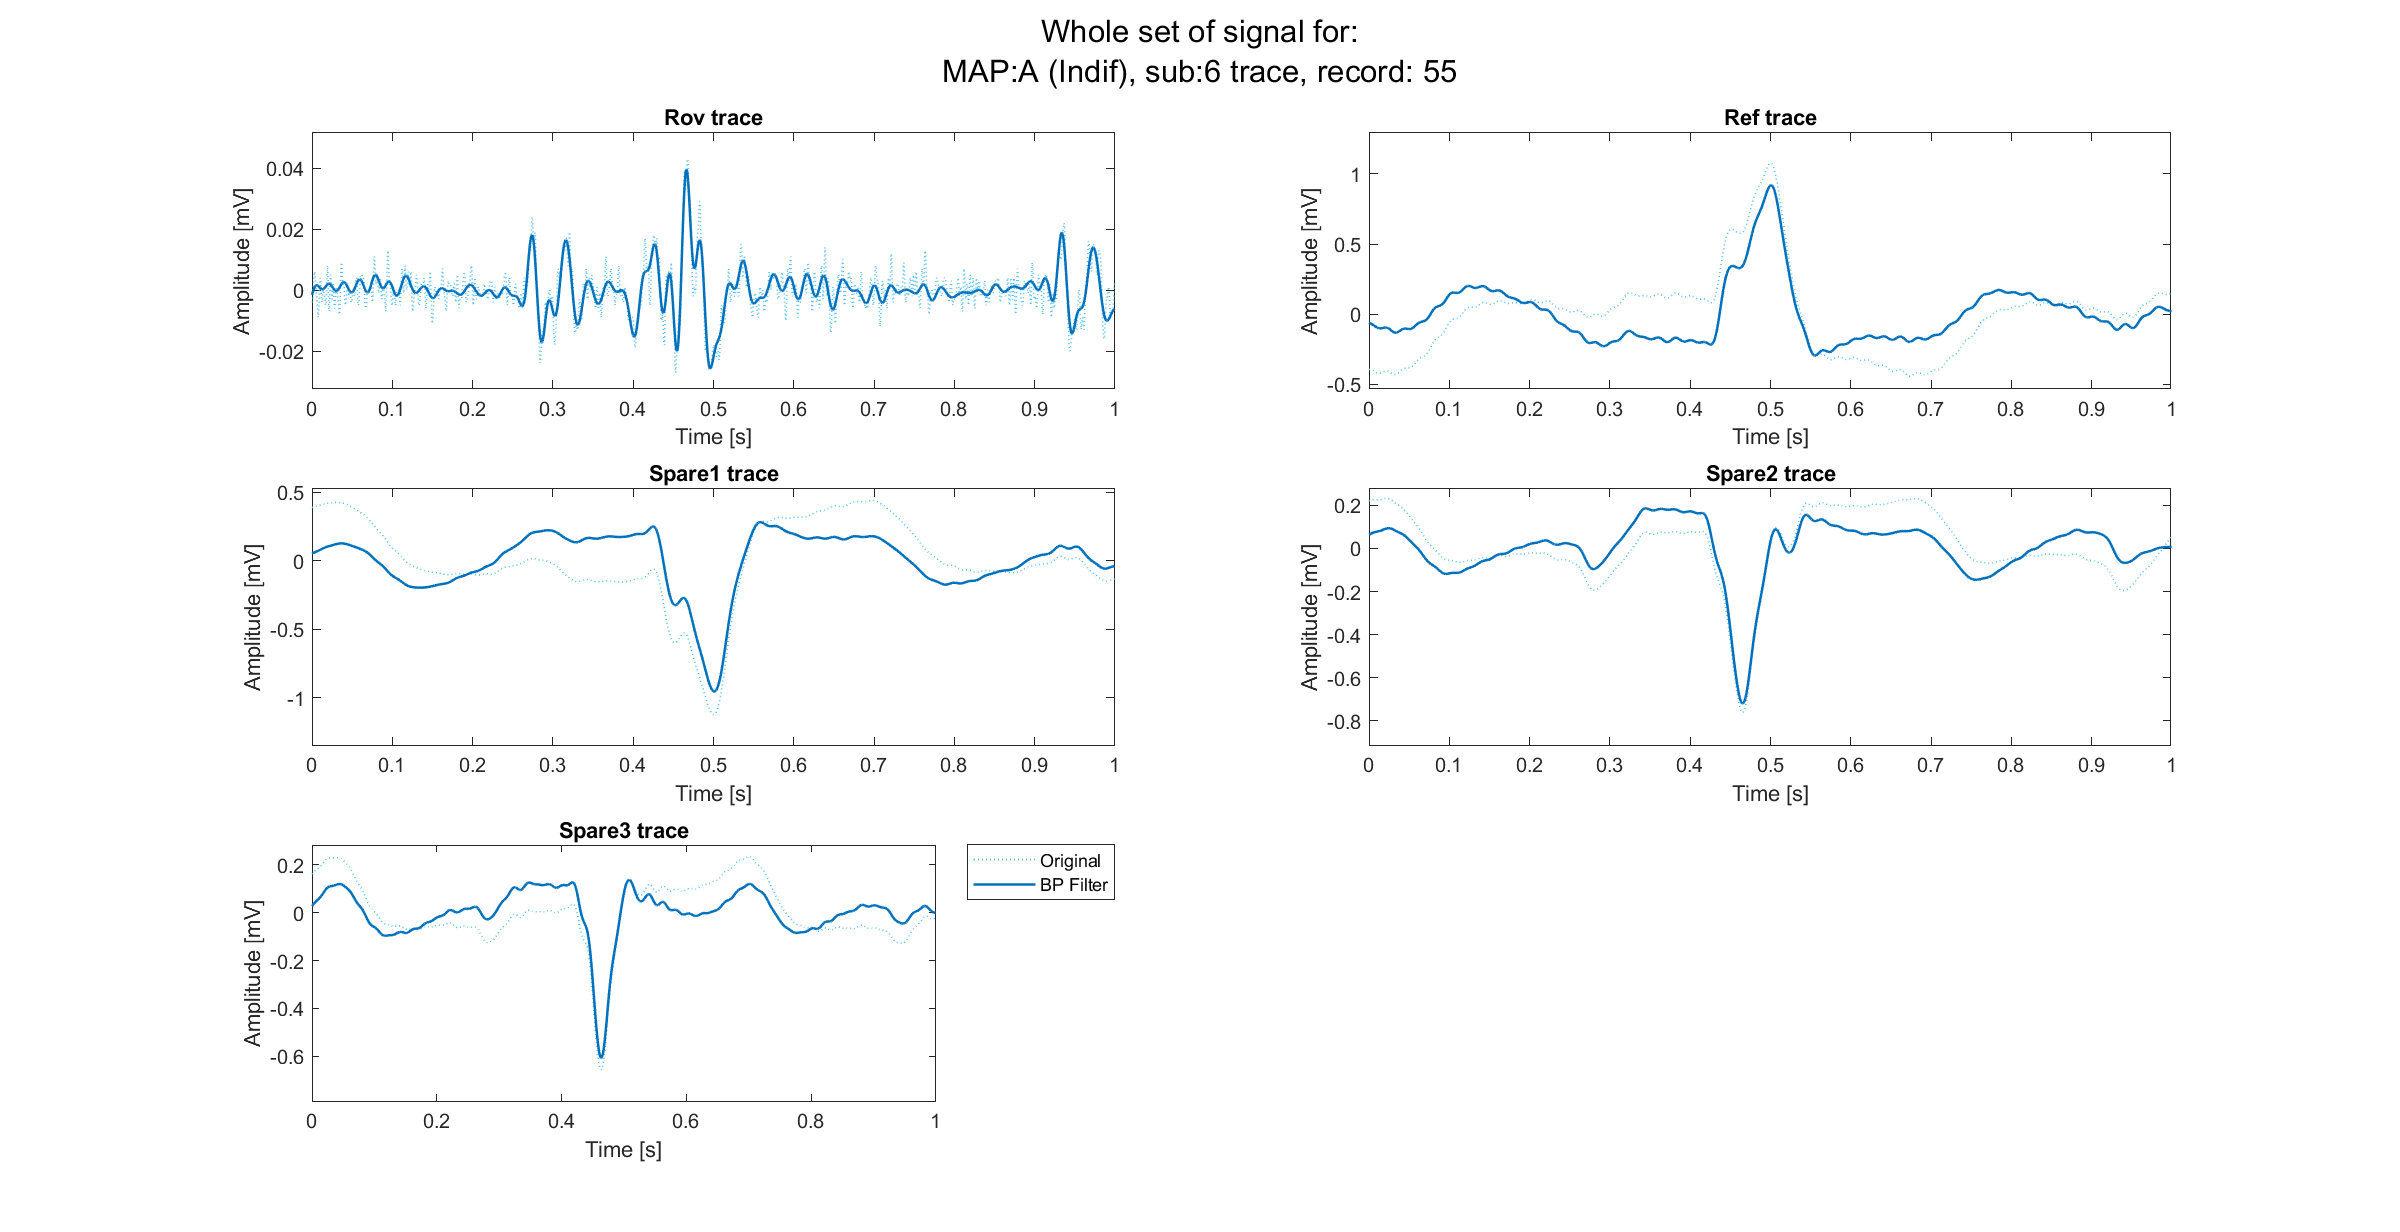 Whole set of signal for:
MAP:A (Indif), sub:6 trace, record: 55
Rov trace
Amplitude [mV]
0.04
0.02
0
-0.02
0 0.1 0.2 0.3 0.4 0.5 0.6 0.7 0.8 0.9 1
Time [s]
Ref trace
Amplitude [mV]
1
0.5
0
-0.5
0 0.1 0.2 0.3 0.4 0.5 0.6 0.7 0.8 0.9 1
Time [s]
Spare1 trace
Amplitude [mV]
0.5
0
-0.5
-1
0 0.1 0.2 0.3 0.4 0.5 0.6 0.7 0.8 0.9 1
Time [s]
Spare2 trace
Amplitude [mV]
0.2
0
-0.2
-0.4
-0.6
-0.8
0 0.1 0.2 0.3 0.4 0.5 0.6 0.7 0.8 0.9 1
Time [s]
Spare3 trace
Amplitude [mV]
0.2
0
-0.2
-0.4
-0.6
0 0.2 0.4 0.6 0.8 1
Time [s]
Original
BP Filter